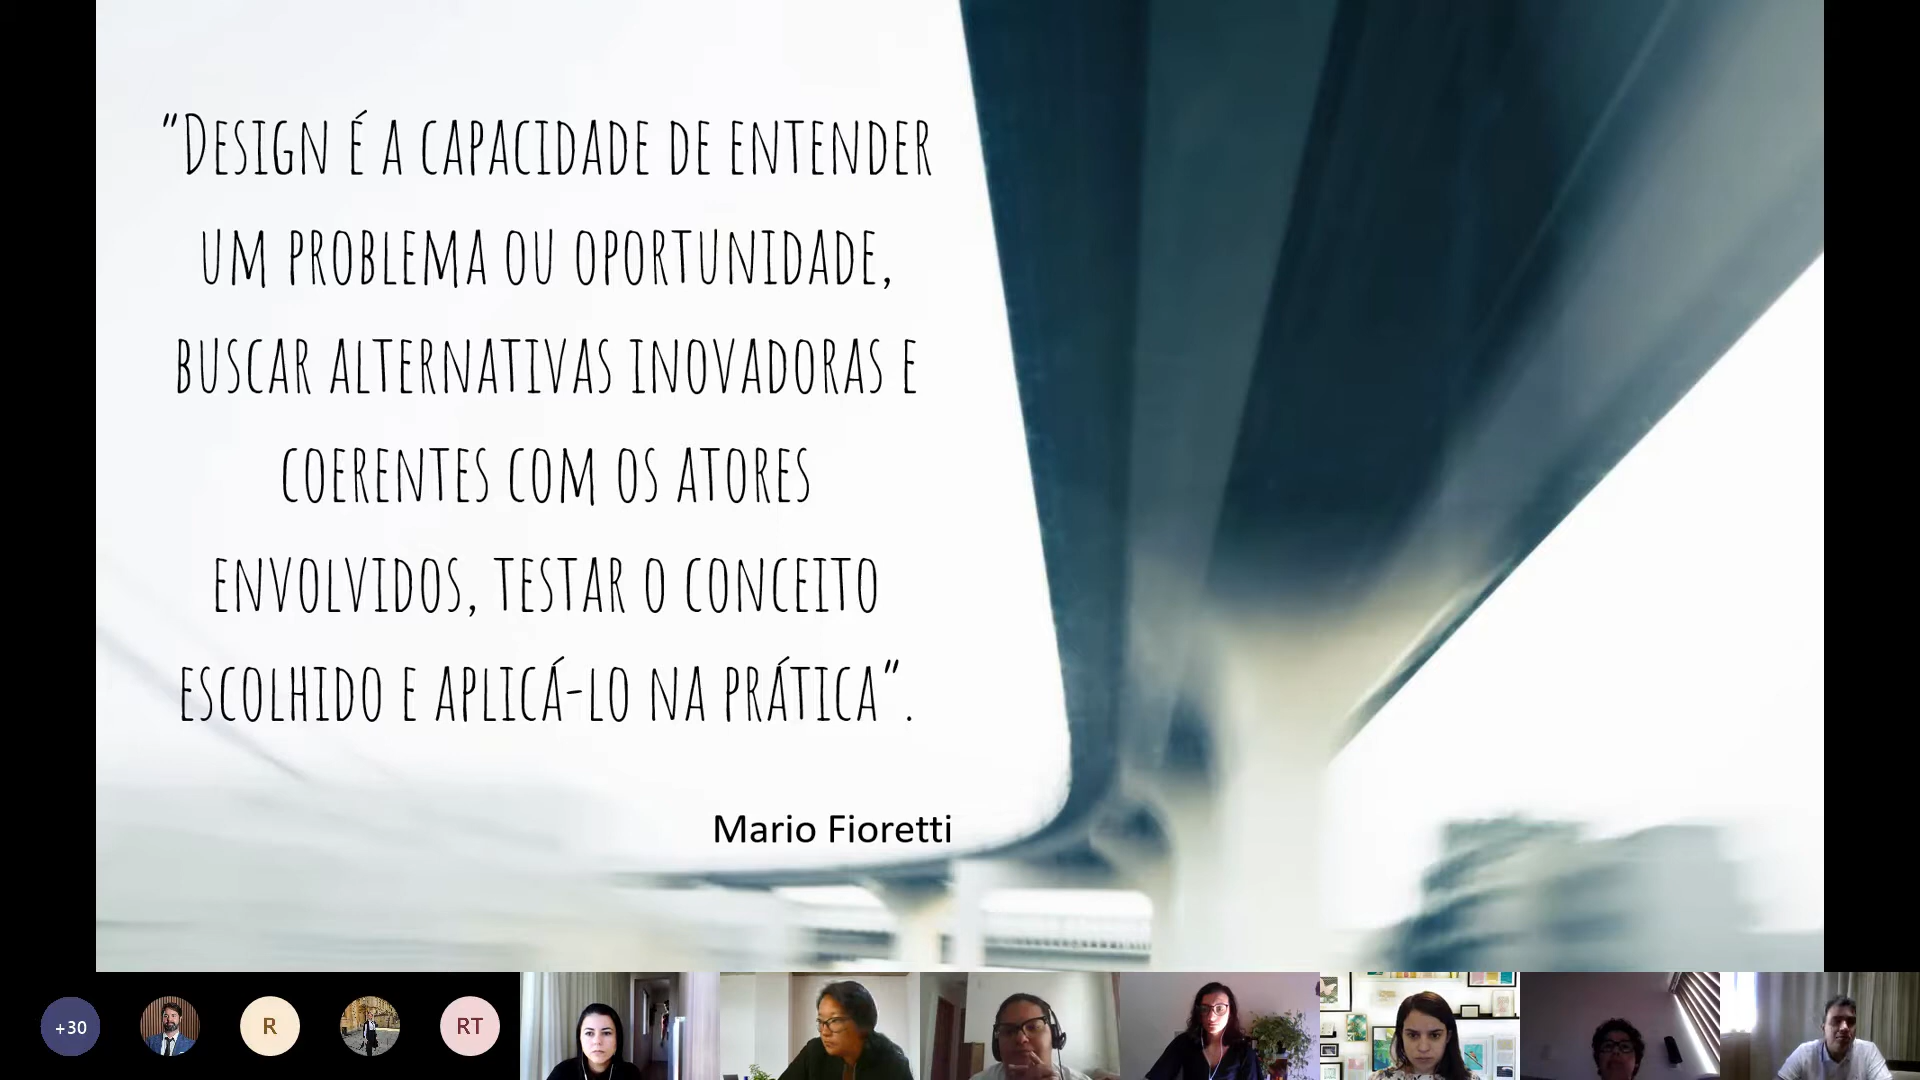 "Design é a capacidade de entender
um problema ou oportunidade,
buscar alternativas inovadoras e
coerentes com os atores
envolvidos, testar o conceito
escolhido e aplicá-lo na prática".
Mario Fioretti
+30
R
RT